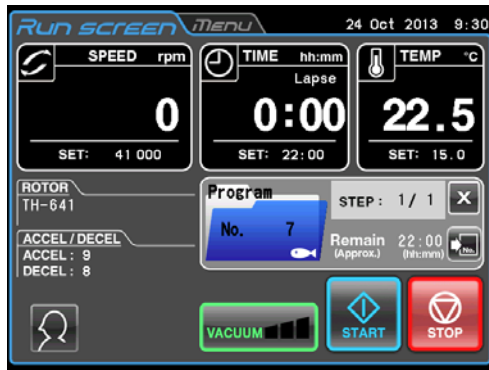 Run screen Menu 24 Oct 2013 9:30
SPEED rpm
0
SET: 41 000
TIME hh:mm
Lapse
0:00
SET: 22:00
TEMP °C
22.5
SET: 15.0
ROTOR
TH-641
ACCEL/DECEL
ACCEL: 9
DECEL: 8
Program
No. 7
STEP: 1/ 1 X
Remain 22:00
(Approx.) (hh:mm)
No.
VACUUM
START
STOP